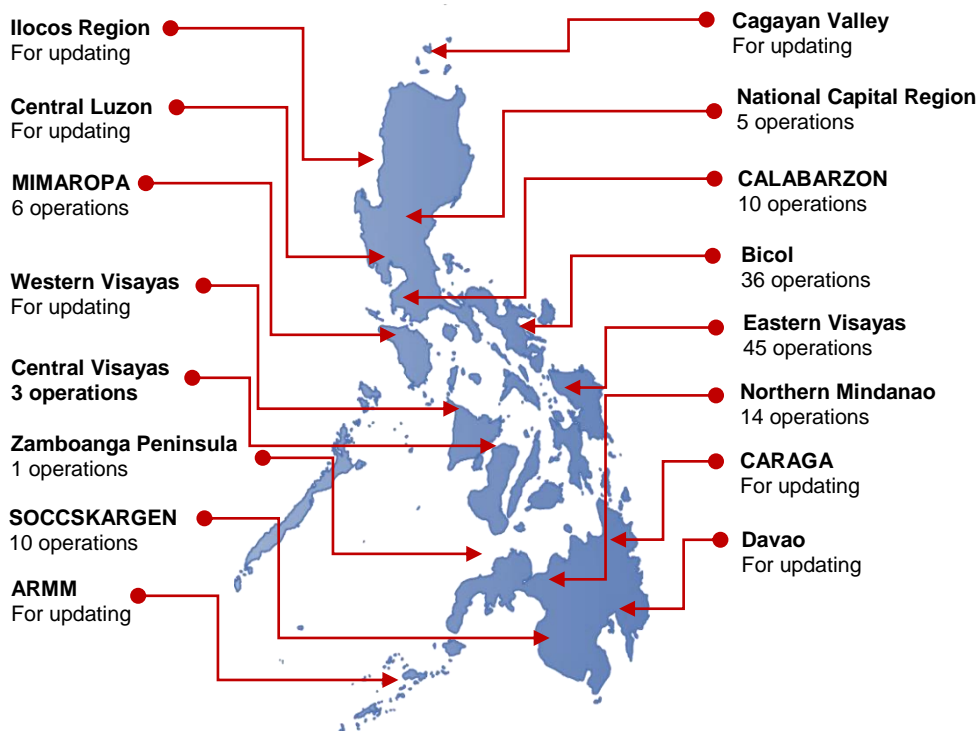 Ilocos Region
For updating
Central Luzon
For updating
MIMAROPA
6 operations
Western Visayas
For updating
Central Visayas
3 operations
Zamboanga Peninsula
1 operations
SOCCSKARGEN
10 operations
ARMM
For updating
Cagayan Valley
For updating
National Capital Region
5 operations
CALABARZON
10 operations
Bicol
36 operations
Eastern Visayas
45 operations
Northern Mindanao
14 operations
CARAGA
For updating
Davao
For updating